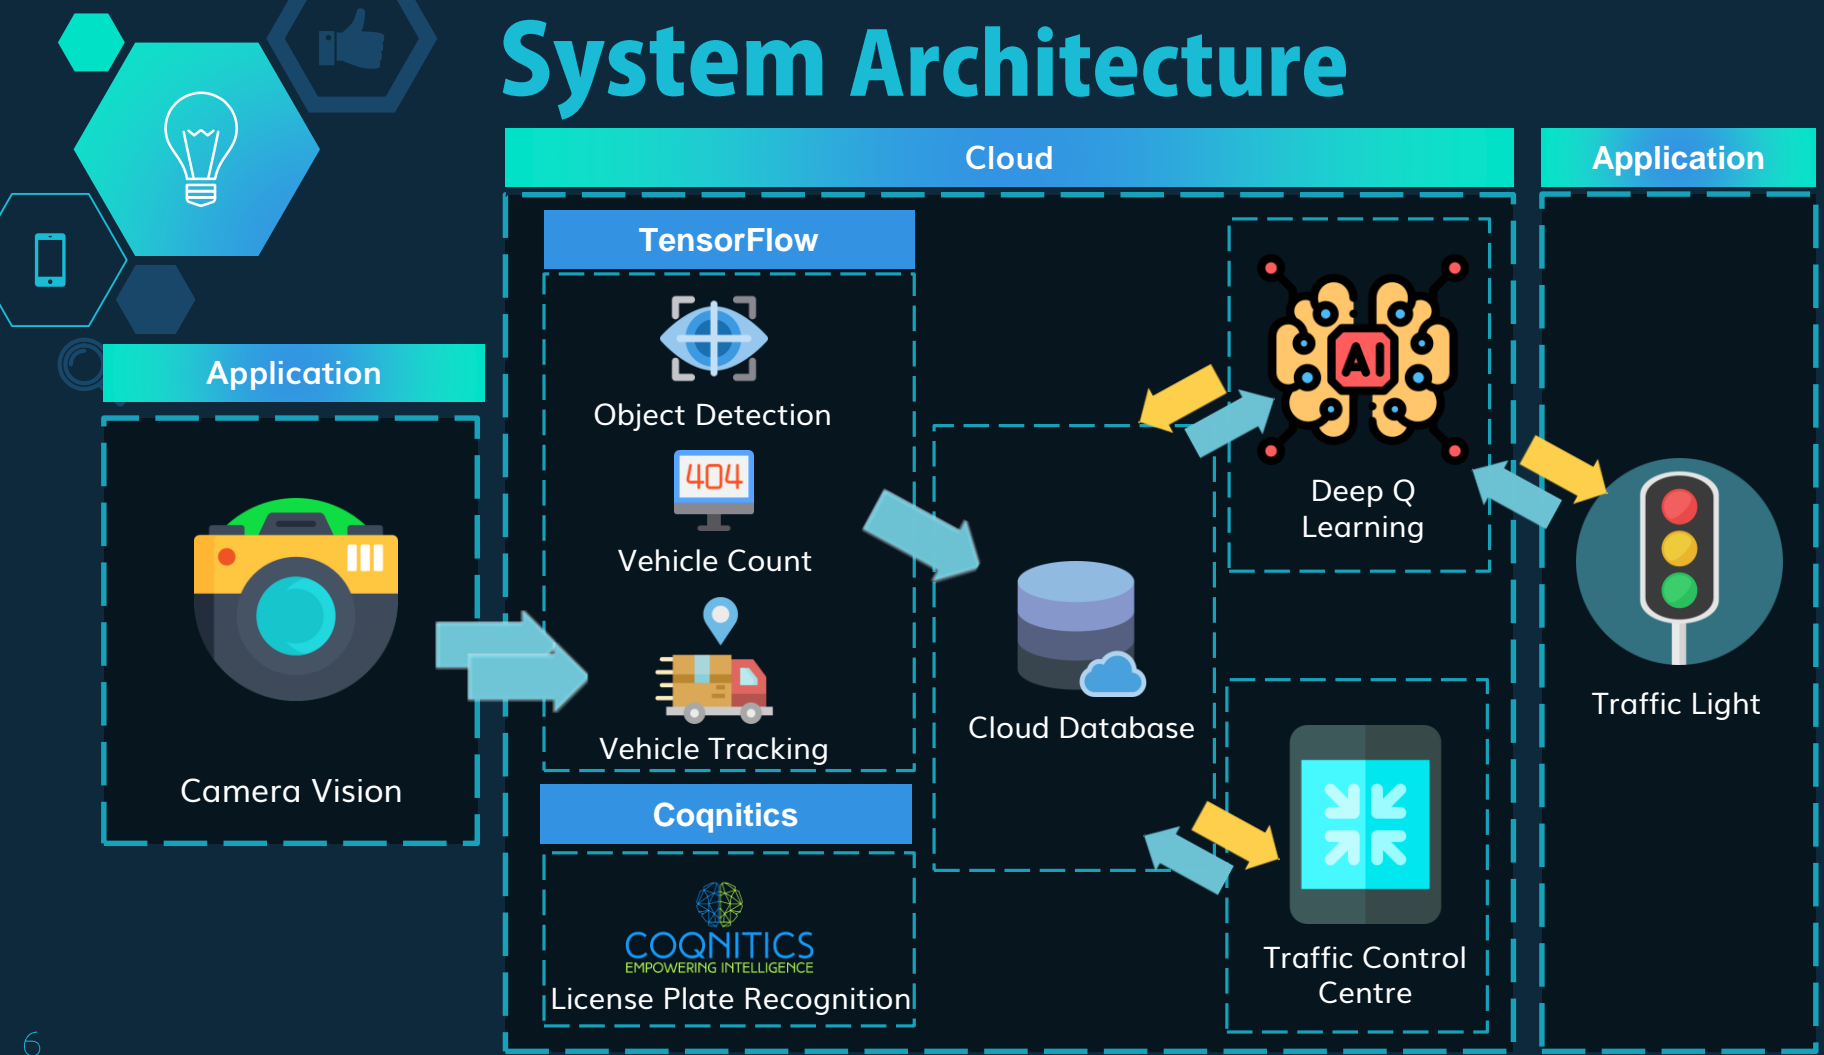 System Architecture
Cloud
Application
TensorFlow
Object Detection
404
Vehicle Count
Vehicle Tracking
Application
Camera Vision
Coqnitics
COQNITICS
EMPOWERING INTELLIGENCE
License Plate Recognition
Cloud Database
AI
Deep Q
Learning
Traffic Control
Centre
Traffic Light
6